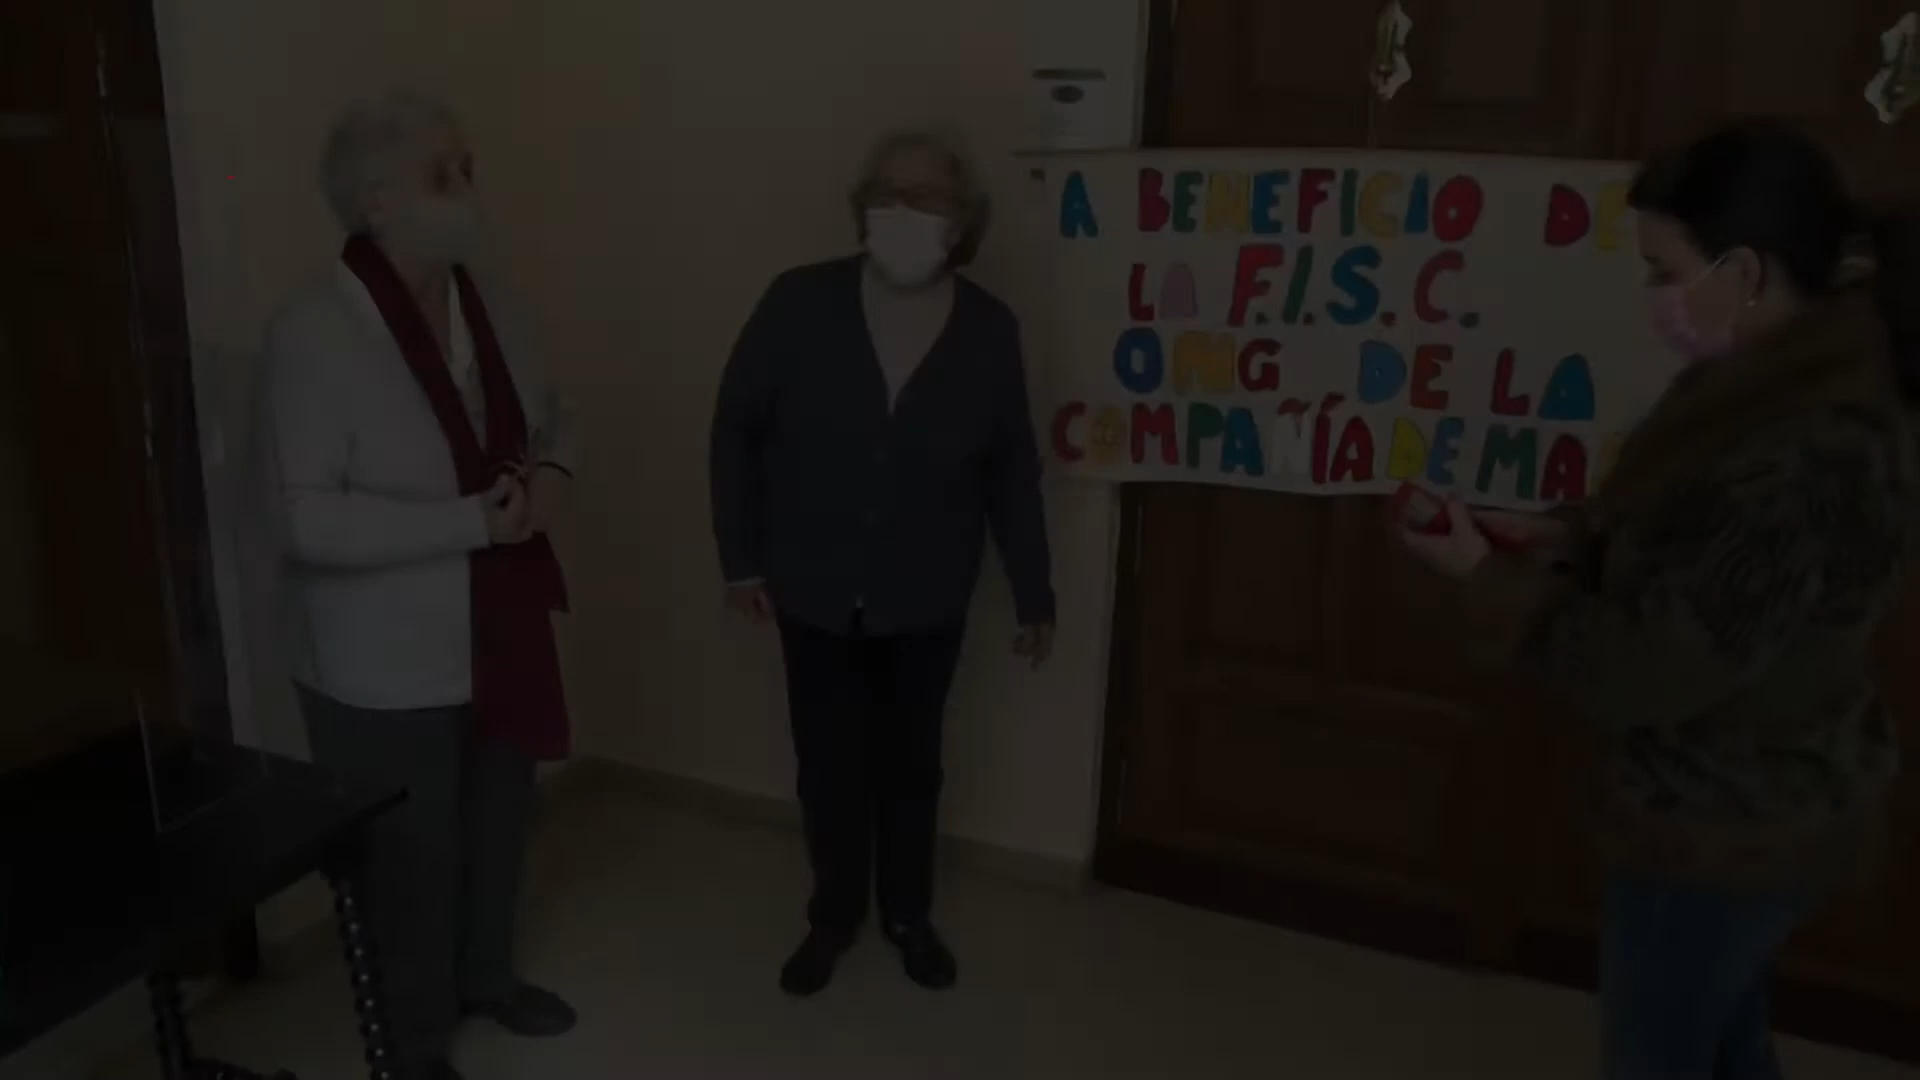 A BENEFICIO DE
LA F.I.S.C.
ONG DE LA
COMPAÑÍA DE MA